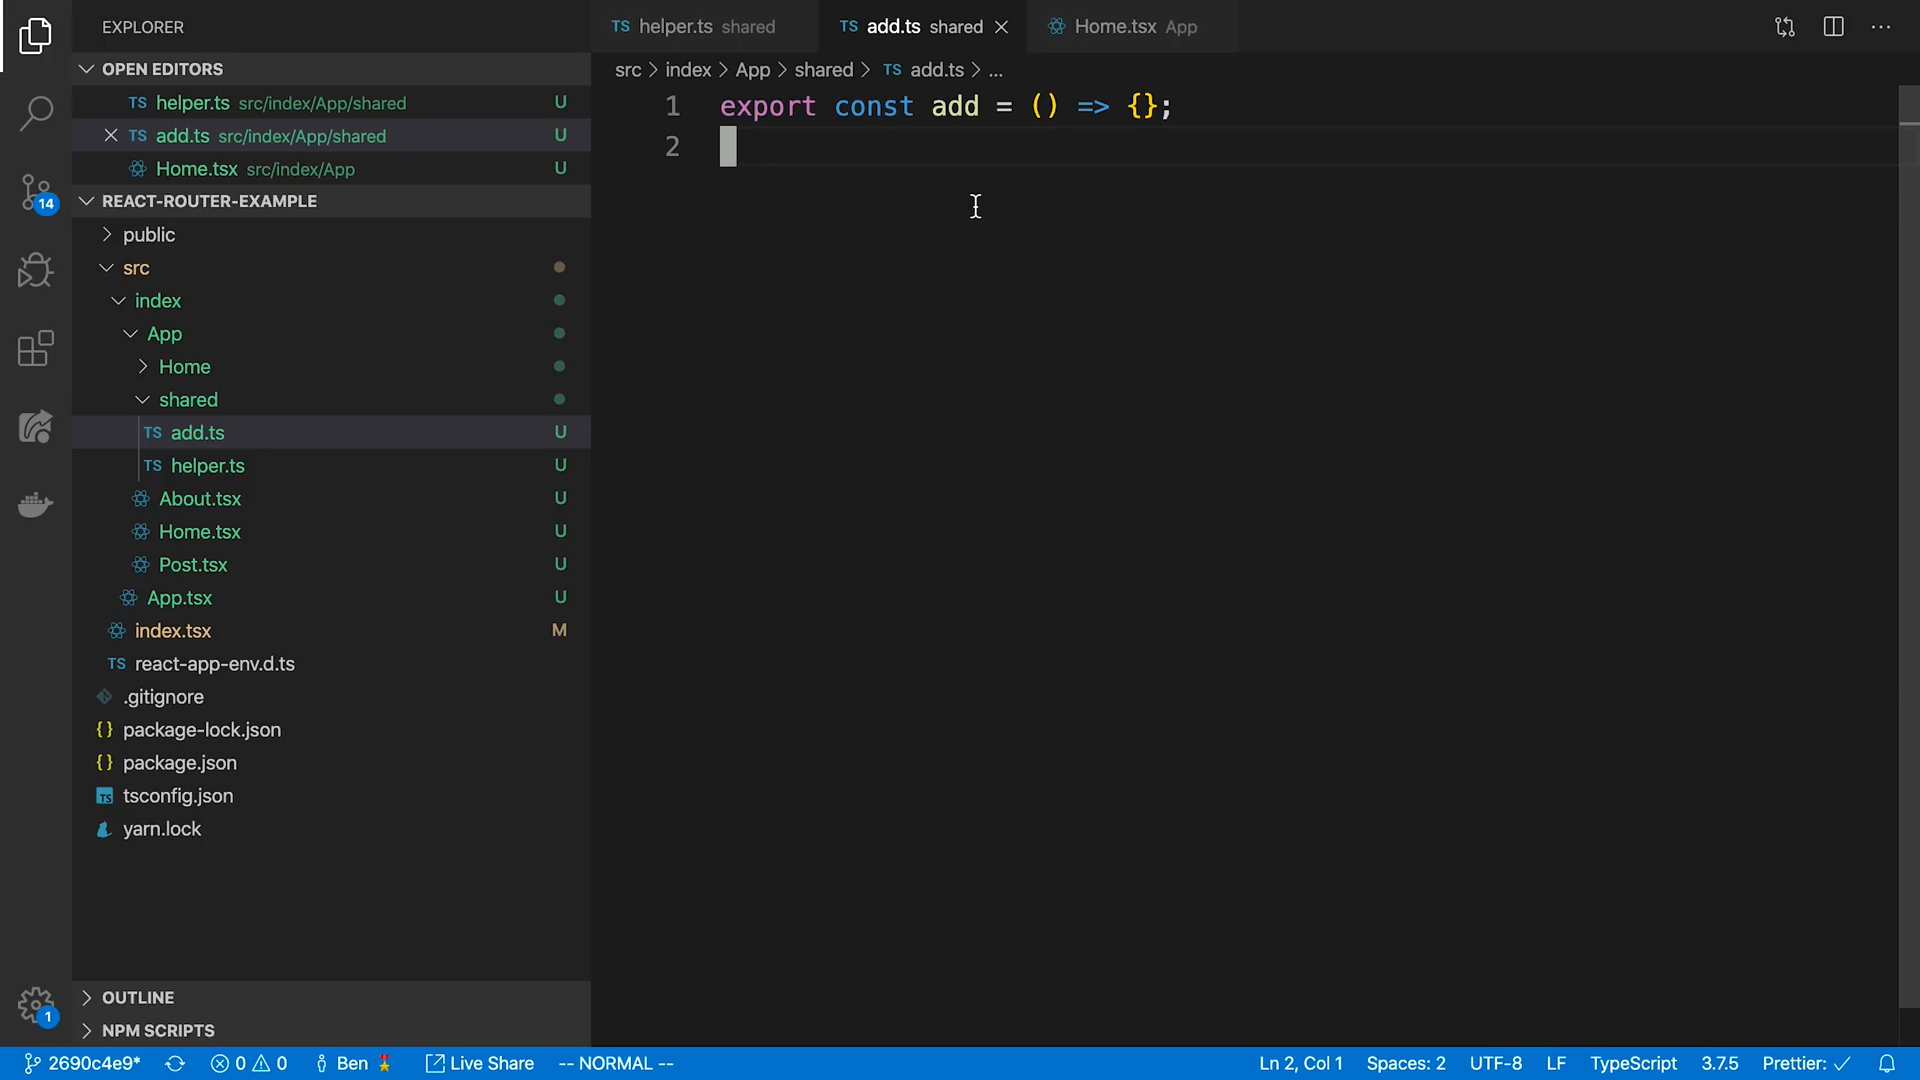 EXPLORER
OPEN EDITORS
TS helper.ts src/index/App/shared U
TS add.ts src/index/App/shared U
Home.tsx src/index/App U
REACT-ROUTER-EXAMPLE
public
src
index
App
Home
shared
TS add.ts U
TS helper.ts U
About.tsx U
Home.tsx U
Post.tsx U
App.tsx U
index.tsx M
TS react-app-env.d.ts
.gitignore
{} package-lock.json
{} package.json
TS tsconfig.json
yarn.lock
OUTLINE
NPM SCRIPTS
14
1
TS helper.ts shared
TS add.ts shared
Home.tsx App
src > index > App > shared > TS add.ts > ...
1 export const add = () => {};
2
2690c4e9* 0 0 Ben Live Share -- NORMAL -- Ln 2, Col 1 Spaces: 2 UTF-8 LF TypeScript 3.7.5 Prettier: ✓